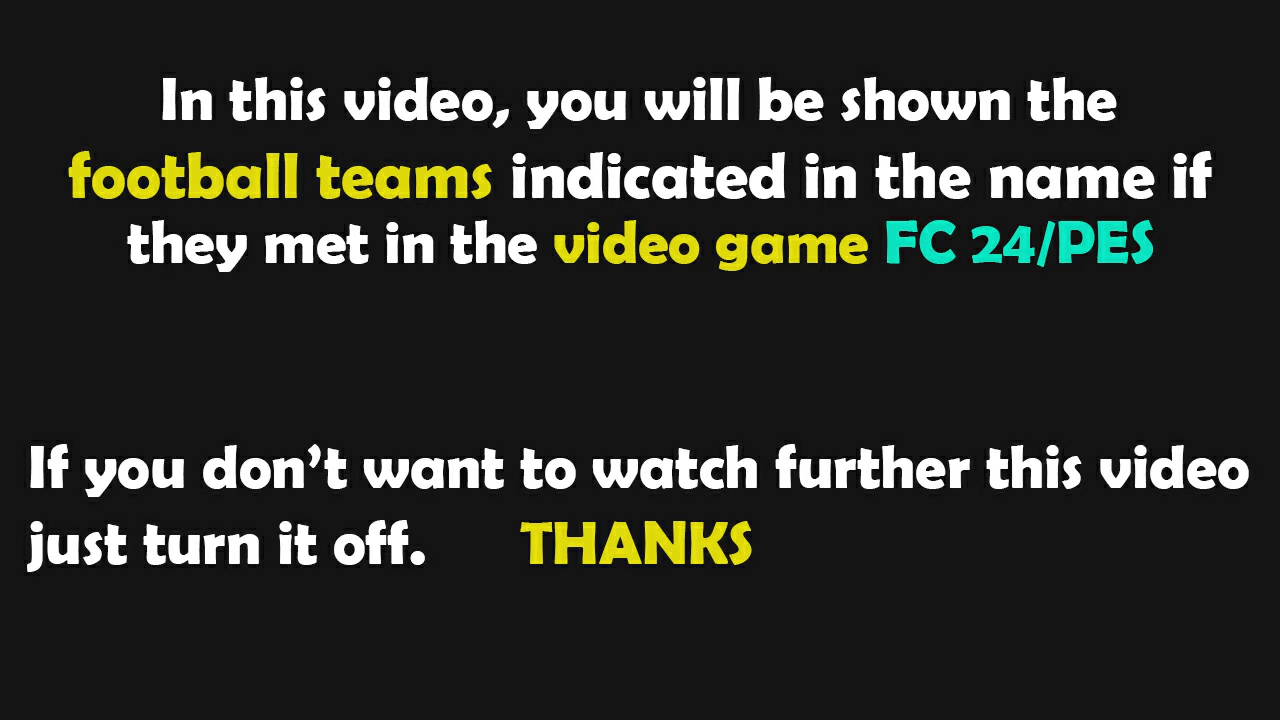 In this video, you will be shown the
football teams indicated in the name if
they met in the video game FC 24/PES
If you don't want to watch further this video
just turn it off. THANKS